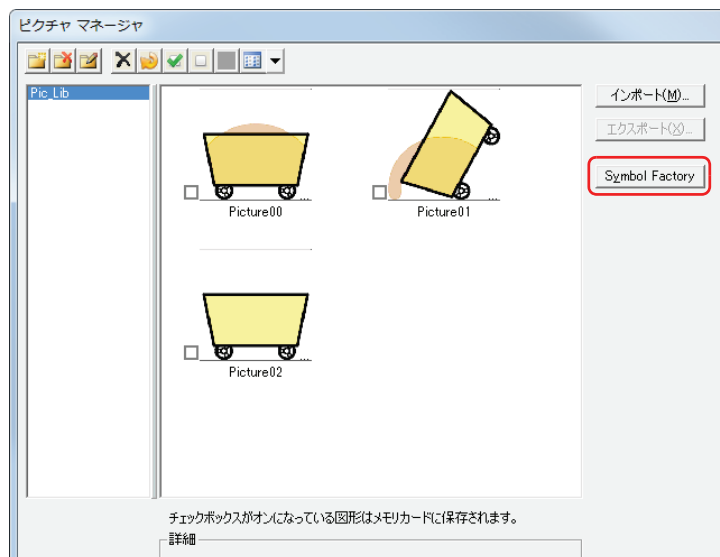 ピクチャ マネージャ
Pic_Lib
インポート(M)...
エクスポート(X)...
Symbol Factory
Picture00
Picture01
Picture02
チェックボックスがオンになっている図形はメモリカードに保存されます。
詳細